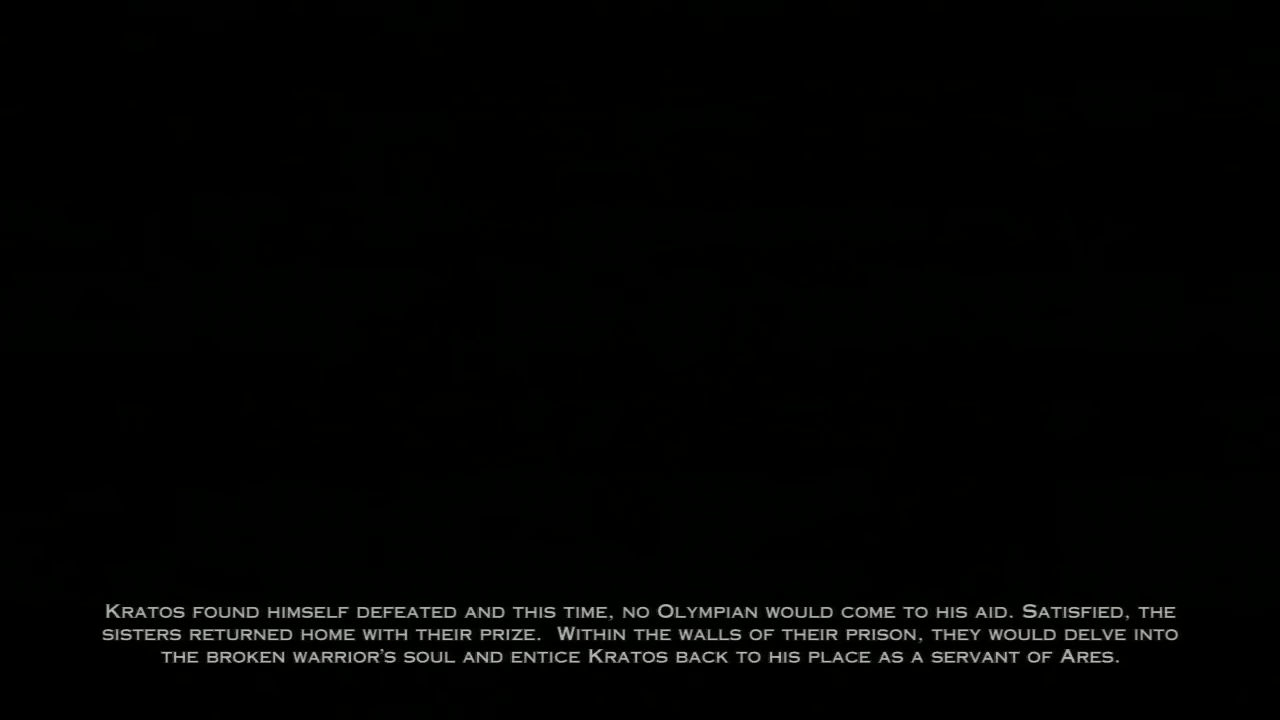 Kratos found himself defeated and this time, no Olympian would come to his aid. Satisfied, the
sisters returned home with their prize.  Within the walls of their prison, they would delve into
the broken warrior's soul and entice Kratos back to his place as a servant of Ares.